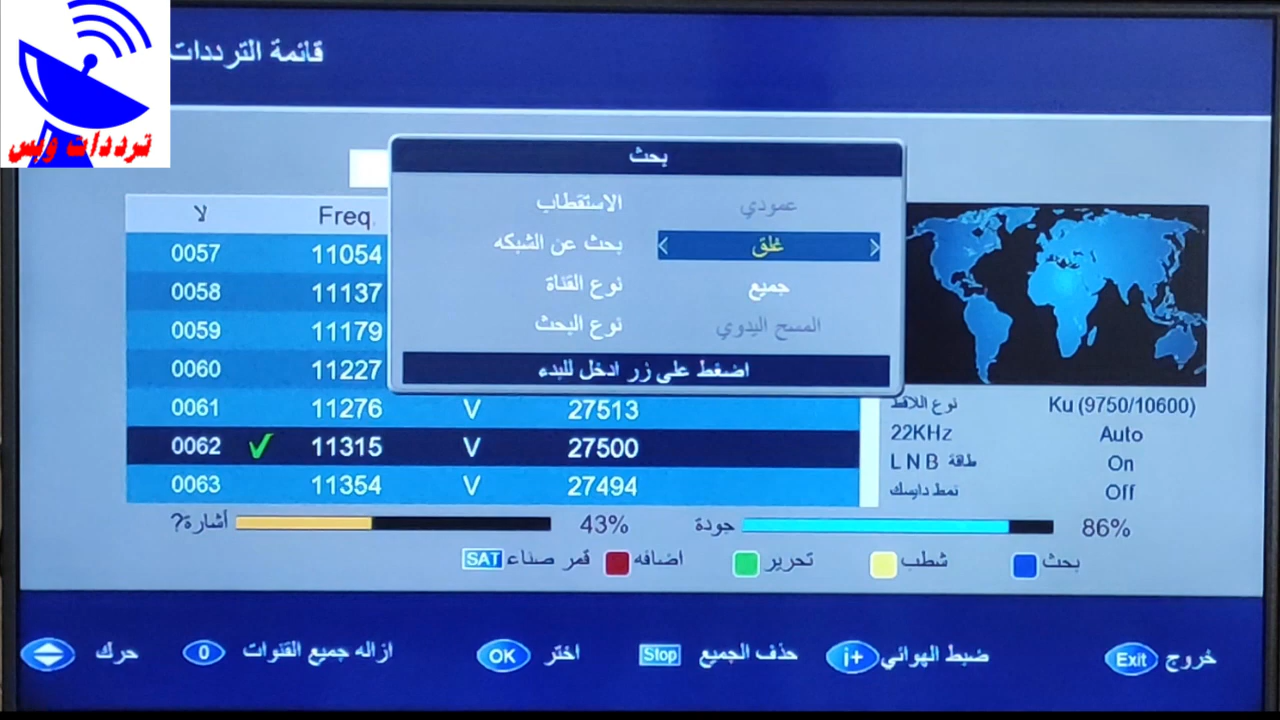 قائمة الترددات
ترددات ويس
بحث
الاستقطاب عمودي
بحث عن الشبكه غلق
نوع القناة جميع
نوع البحث المسح اليدوي
اضغط على زر ادخل للبدء
لا Freq.
0057 11054
0058 11137
0059 11179
0060 11227
0061 11276 V 27513
0062 11315 V 27500
0063 11354 V 27494
نوع اللاقط Ku (9750/10600)
22KHz Auto
طاقة LNB On
نمط دايسك Off
أشارة? 43% جودة 86%
SAT قمر صناء اضافه تحرير شطب بحث
حرك 0 ازاله جميع القنوات OK اختر Stop حذف الجميع i+ ضبط الهوائي Exit خروج